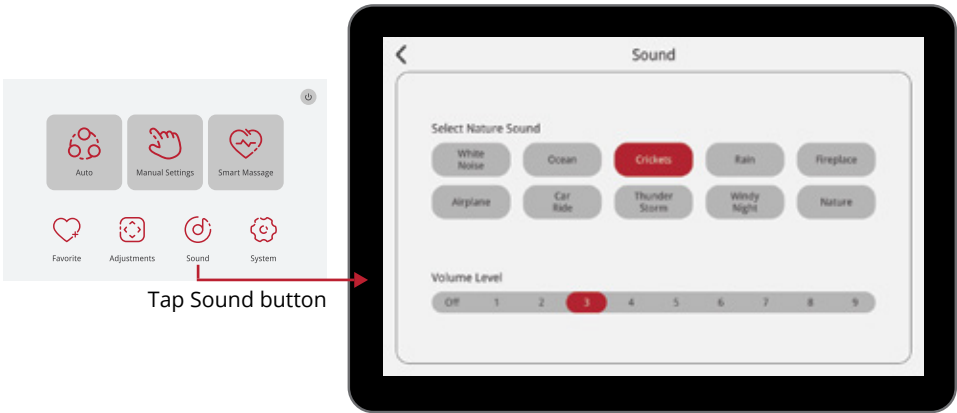 Auto
Manual Settings
Smart Massage
Favorite
Adjustments
Sound
System
Tap Sound button
Sound
Select Nature Sound
White
Noise
Ocean
Crickets
Rain
Fireplace
Airplane
Car
Ride
Thunder
Storm
Windy
Night
Nature
Volume Level
Off 1 2 3 4 5 6 7 8 9